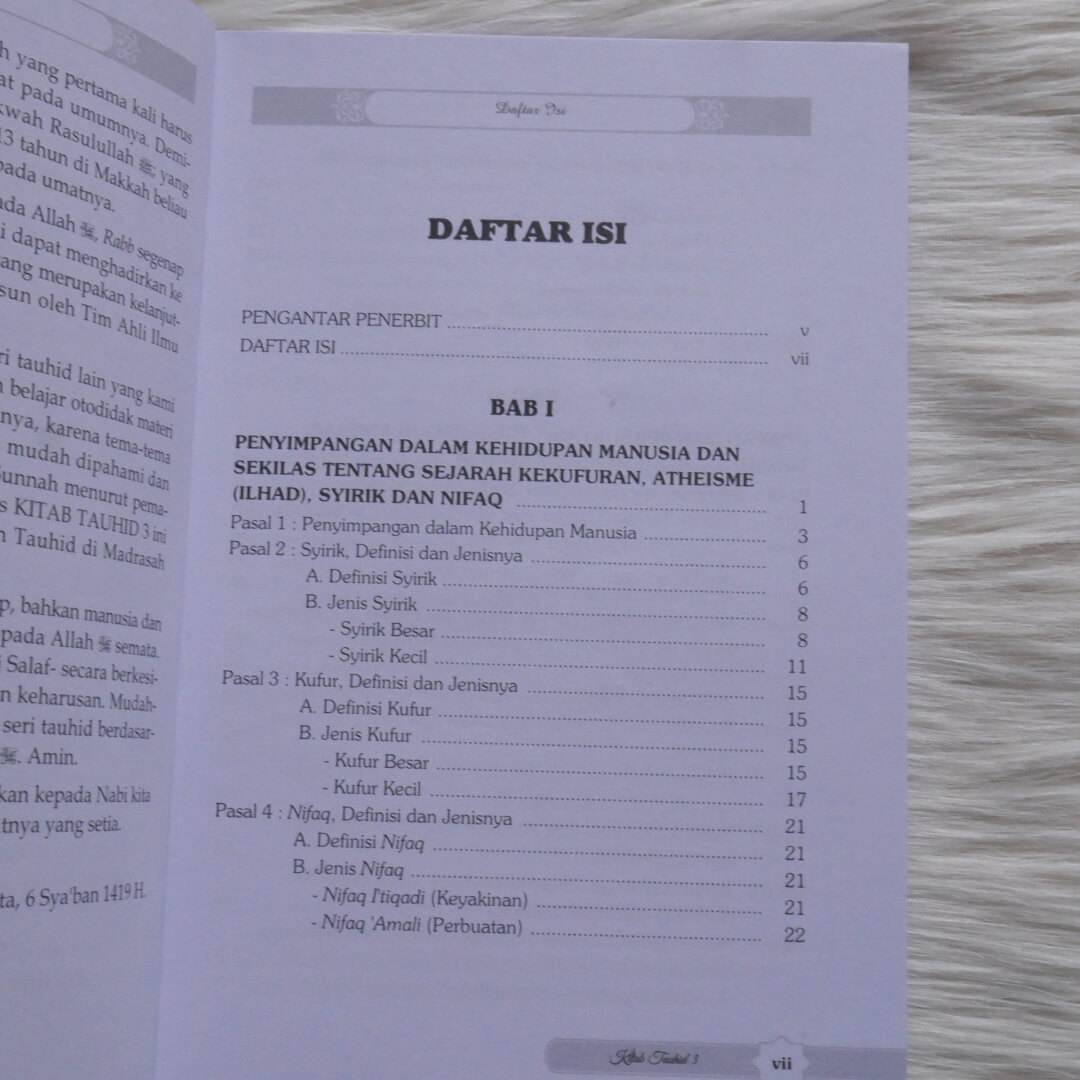 h yang pertama kali harus
at pada umumnya. Demi-
kwah Rasulullah ﷺ, yang
13 tahun di Makkah beliau
pada umatnya.
ada Allah ﷻ, Rabb segenap
i dapat menghadirkan ke
ang merupakan kelanjut-
sun oleh Tim Ahli Ilmu
ri tauhid lain yang kami
n belajar otodidak materi
nya, karena tema-tema
mudah dipahami dan
Sunnah menurut pema-
s KITAB TAUHID 3 ini
n Tauhid di Madrasah
p, bahkan manusia dan
pada Allah ﷻ semata.
i Salaf- secara berkesi-
n keharusan. Mudah-
seri tauhid berdasar-
ﷺ. Amin.
kan kepada Nabi kita
tnya yang setia.
ta, 6 Sya'ban 1419 H.
Daftar Isi
DAFTAR ISI
PENGANTAR PENERBIT ........ v
DAFTAR ISI ........ vii
BAB I
PENYIMPANGAN DALAM KEHIDUPAN MANUSIA DAN
SEKILAS TENTANG SEJARAH KEKUFURAN, ATHEISME
(ILHAD), SYIRIK DAN NIFAQ ........ 1
Pasal 1 : Penyimpangan dalam Kehidupan Manusia ........ 3
Pasal 2 : Syirik, Definisi dan Jenisnya ........ 6
A. Definisi Syirik ........ 6
B. Jenis Syirik ........ 8
- Syirik Besar ........ 8
- Syirik Kecil ........ 11
Pasal 3 : Kufur, Definisi dan Jenisnya ........ 15
A. Definisi Kufur ........ 15
B. Jenis Kufur ........ 15
- Kufur Besar ........ 15
- Kufur Kecil ........ 17
Pasal 4 : Nifaq, Definisi dan Jenisnya ........ 21
A. Definisi Nifaq ........ 21
B. Jenis Nifaq ........ 21
- Nifaq I'tiqadi (Keyakinan) ........ 21
- Nifaq 'Amali (Perbuatan) ........ 22
Kitab Tauhid 3
vii